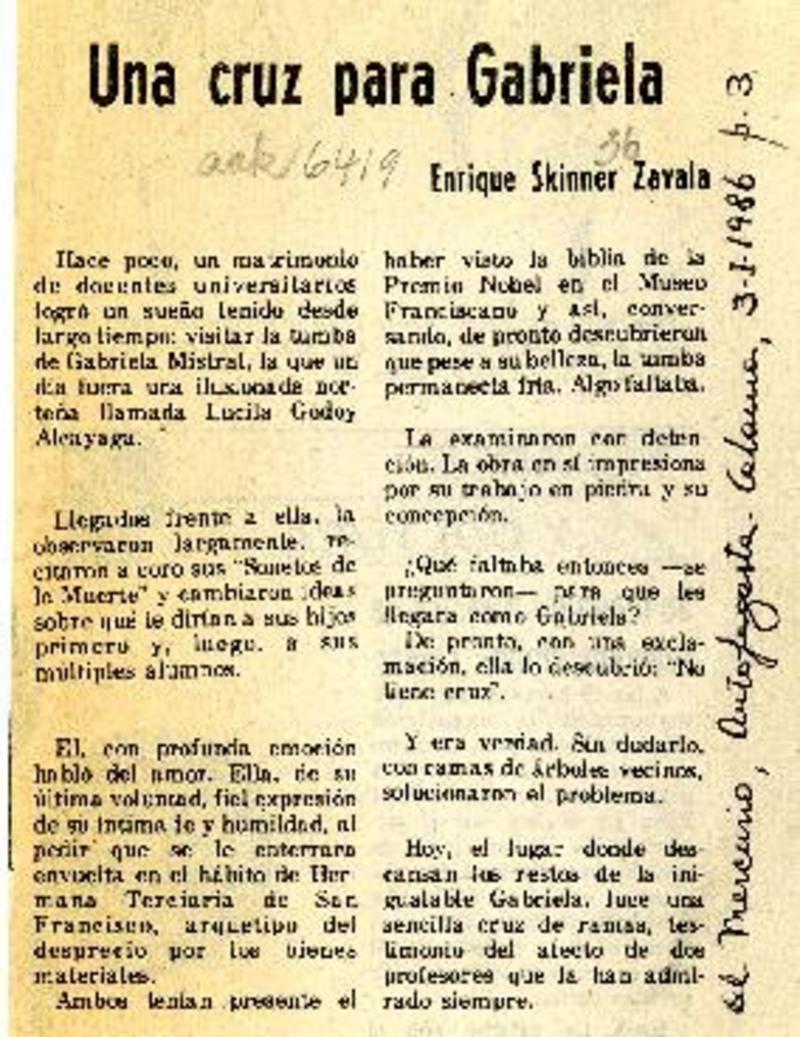 Una cruz para Gabriela
aak 6419
36
Enrique Skinner Zavala
Hace poco, un matrimonio
de docentes universitarios
logró un sueño tenido desde
largo tiempo: visitar la tumba
de Gabriela Mistral, la que un
día fuera una ilusionada nor-
teña llamada Lucila Godoy
Alcayaga.
Llegados frente a ella, la
observaron largamente, re-
citaron a coro sus "Sonetos de
la Muerte" y cambiaron ideas
sobre qué le dirían a sus hijos
primero y, luego, a sus
múltiples alumnos.
El, con profunda emoción
habló del amor. Ella, de su
última voluntad, fiel expresión
de su íntima fe y humildad, al
pedir que se le enterrara
envuelta en el hábito de Her-
mana Terciaria de San
Francisco, arquetipo del
desprecio por los bienes
materiales.
Ambos tenían presente el
haber visto la biblia de la
Premio Nobel en el Museo
Franciscano y así, conver-
sando, de pronto descubrieron
que pese a su belleza, la tumba
permanecía fría. Algo faltaba.
La examinaron con deten-
ción. La obra en sí impresiona
por su trabajo en piedra y su
concepción.
¿Qué faltaba entonces —se
preguntaron— para que les
llegara como Gabriela?
De pronto, con una excla-
mación, ella lo descubrió: "No
tiene cruz".
Y era verdad. Sin dudarlo,
con ramas de árboles vecinos,
solucionaron el problema.
Hoy, el lugar donde des-
cansan los restos de la ini-
gualable Gabriela, luce una
sencilla cruz de ramas, tes-
timonio del afecto de dos
profesores que la han admi-
rado siempre.
El Mercurio, Antofagasta-Calama, 3-I-1986 p. 3